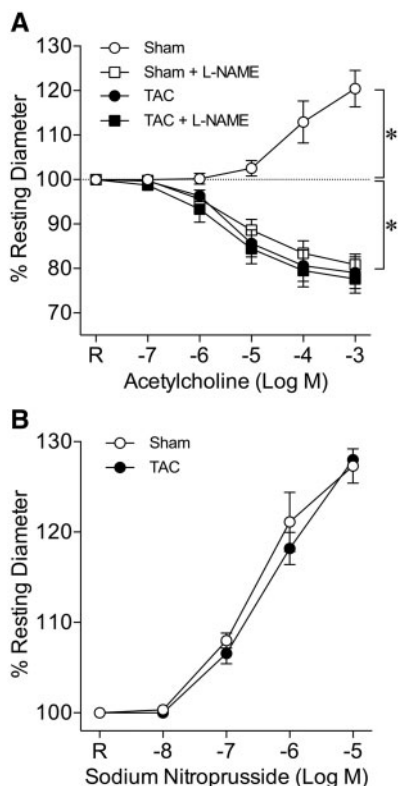 A
130
120
110
100
90
80
70
% Resting Diameter
Sham
Sham + L-NAME
TAC
TAC + L-NAME
*
*
R -7 -6 -5 -4 -3
Acetylcholine (Log M)
B
130
120
110
100
% Resting Diameter
Sham
TAC
R -8 -7 -6 -5
Sodium Nitroprusside (Log M)